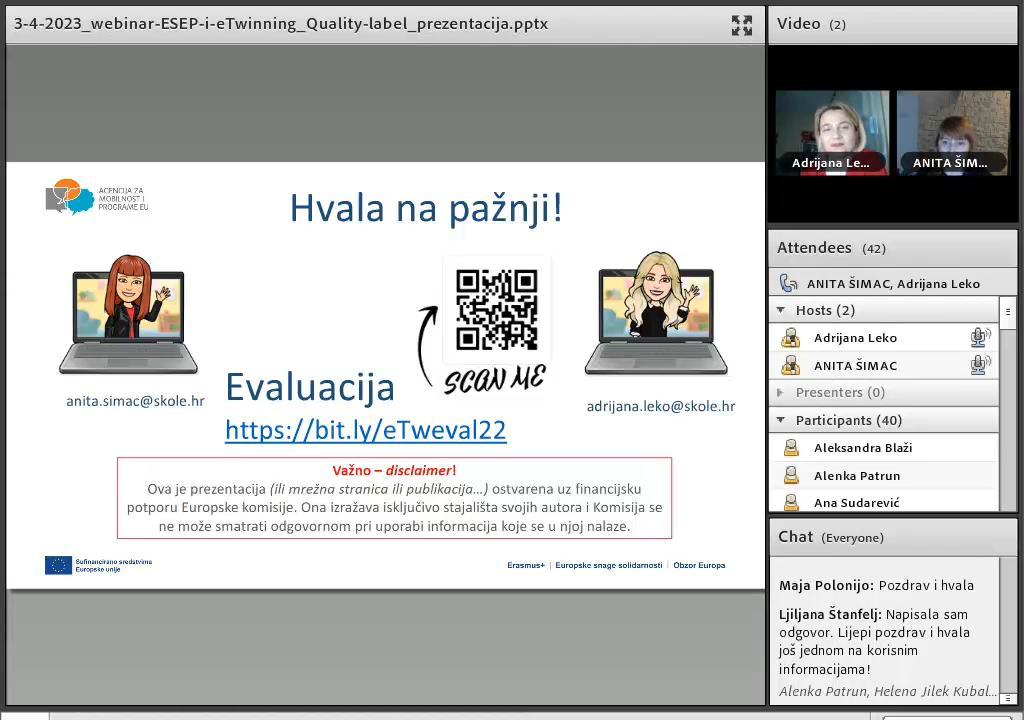 3-4-2023_webinar-ESEP-i-eTwinning_Quality-label_prezentacija.pptx
AGENCIJA ZA
MOBILNOST I
PROGRAME EU
Hvala na pažnji!
SCAN ME
anita.simac@skole.hr
Evaluacija
adrijana.leko@skole.hr
https://bit.ly/eTweval22
Važno – disclaimer!
Ova je prezentacija (ili mrežna stranica ili publikacija...) ostvarena uz financijsku
potporu Europske komisije. Ona izražava isključivo stajališta svojih autora i Komisija se
ne može smatrati odgovornom pri uporabi informacija koje se u njoj nalaze.
Sufinancirano sredstvima
Europske unije
Erasmus+ | Europske snage solidarnosti | Obzor Europa
Video (2)
Adrijana Le...
ANITA ŠIM...
Attendees (42)
ANITA ŠIMAC, Adrijana Leko
Hosts (2)
Adrijana Leko
ANITA ŠIMAC
Presenters (0)
Participants (40)
Aleksandra Blaži
Alenka Patrun
Ana Sudarević
Chat (Everyone)
Maja Polonijo: Pozdrav i hvala
Ljiljana Štanfelj: Napisala sam
odgovor. Lijepi pozdrav i hvala
još jednom na korisnim
informacijama!
Alenka Patrun, Helena Jilek Kubal...